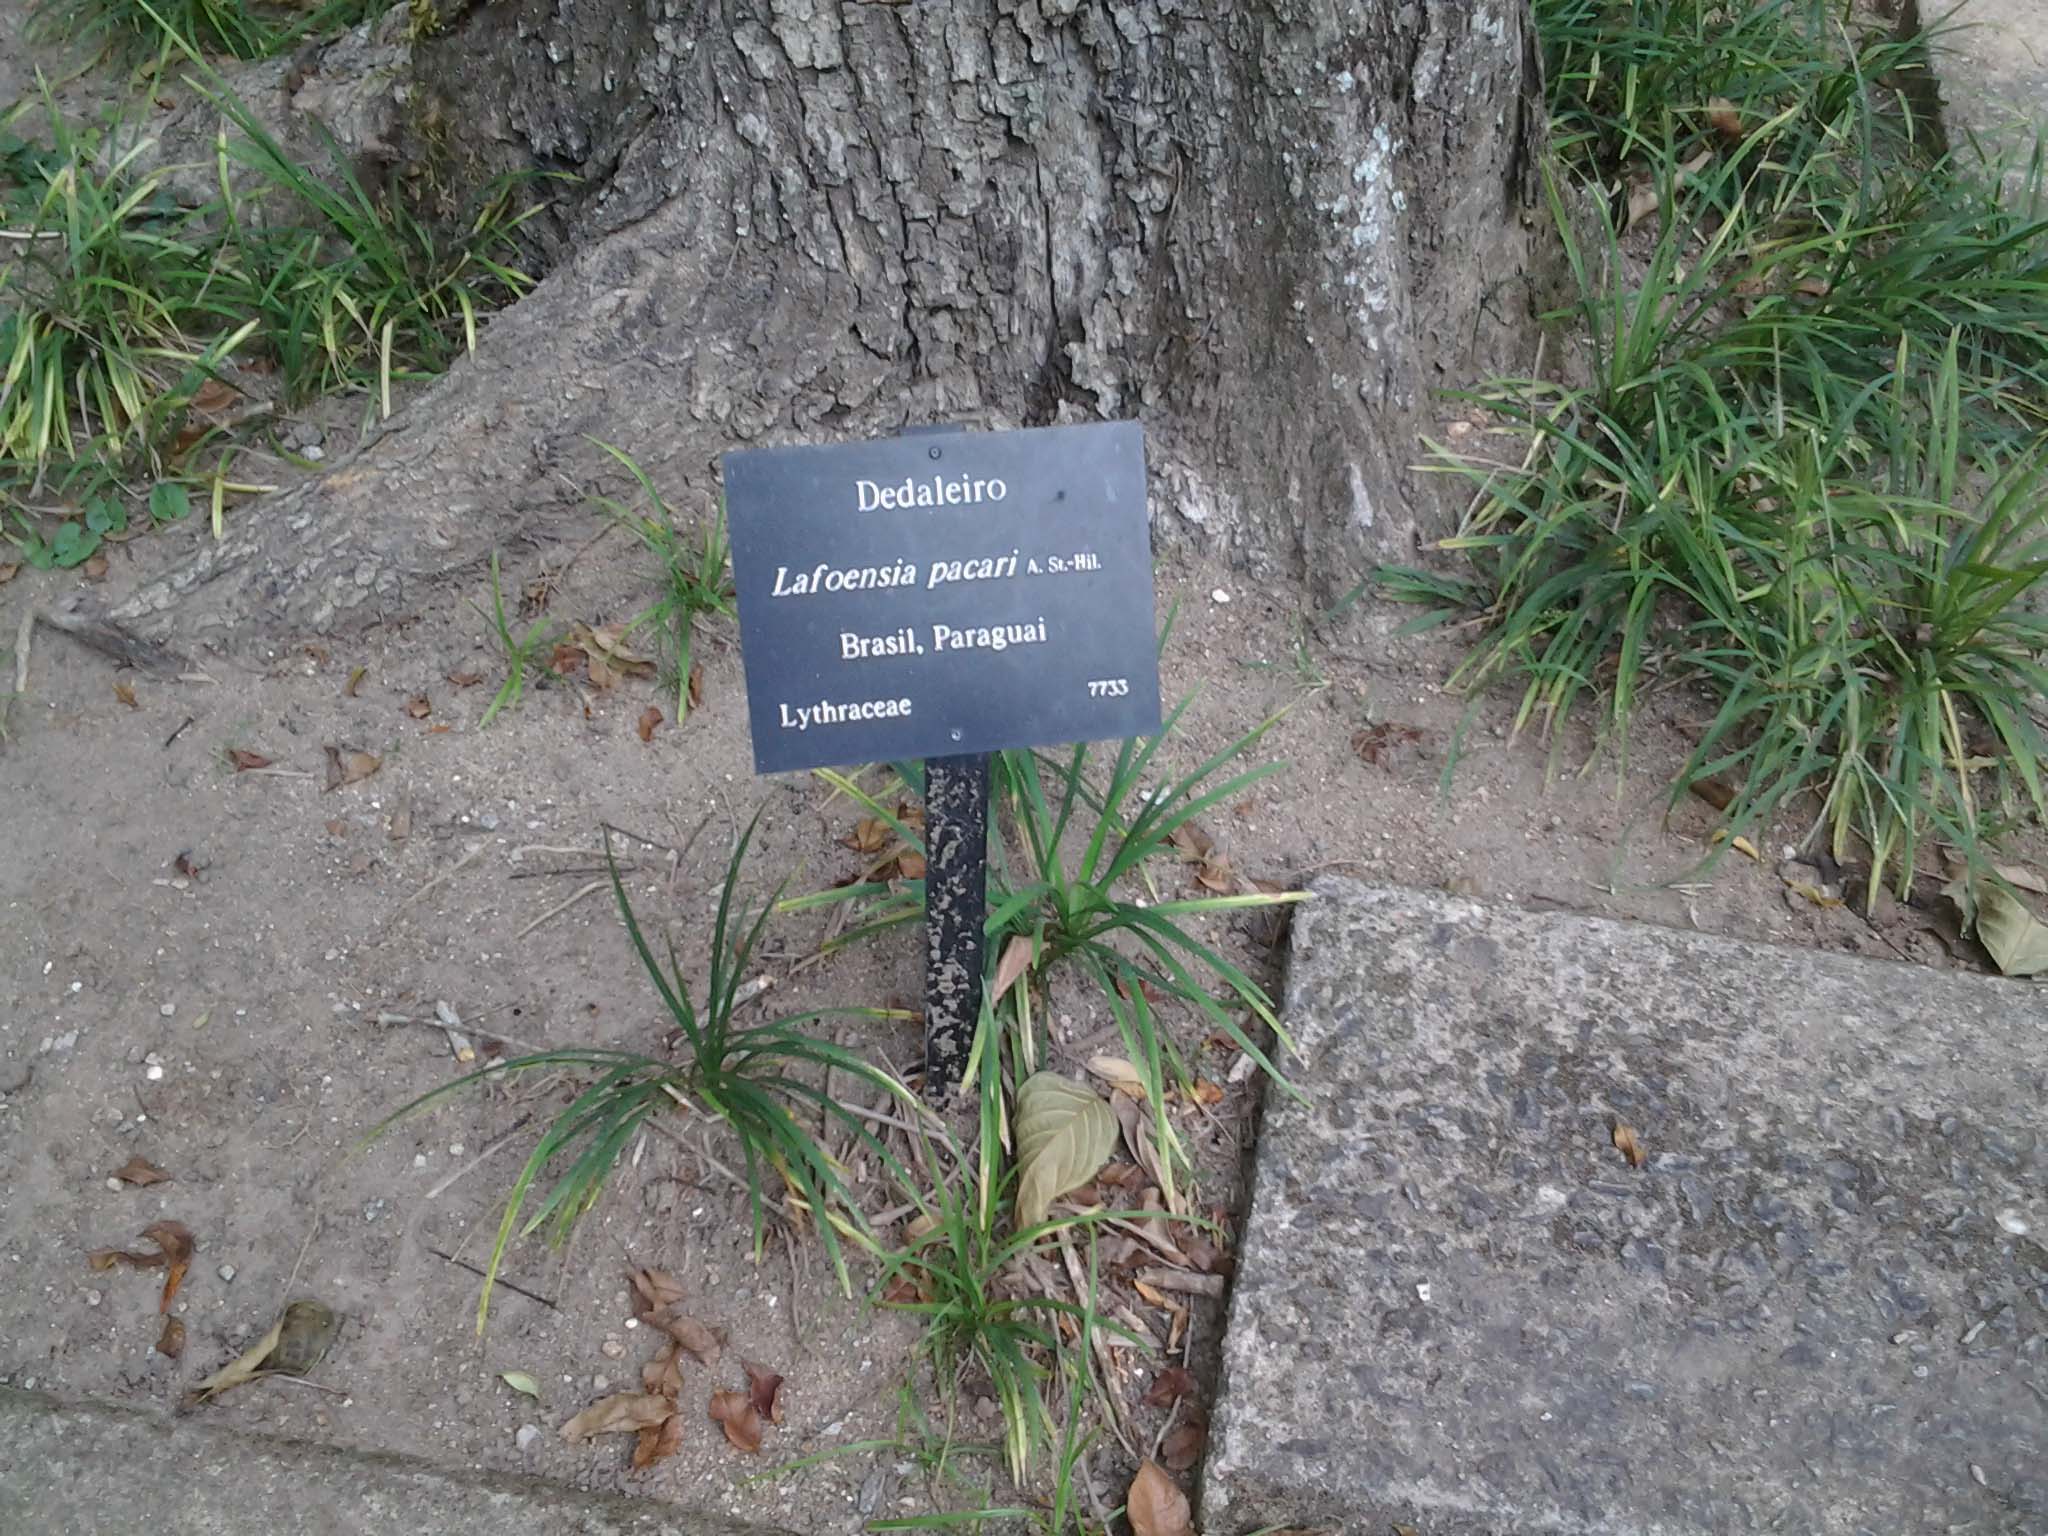 Dedaleiro
Lafoensia pacari A. St.-Hil.
Brasil, Paraguai
7733
Lythraceae